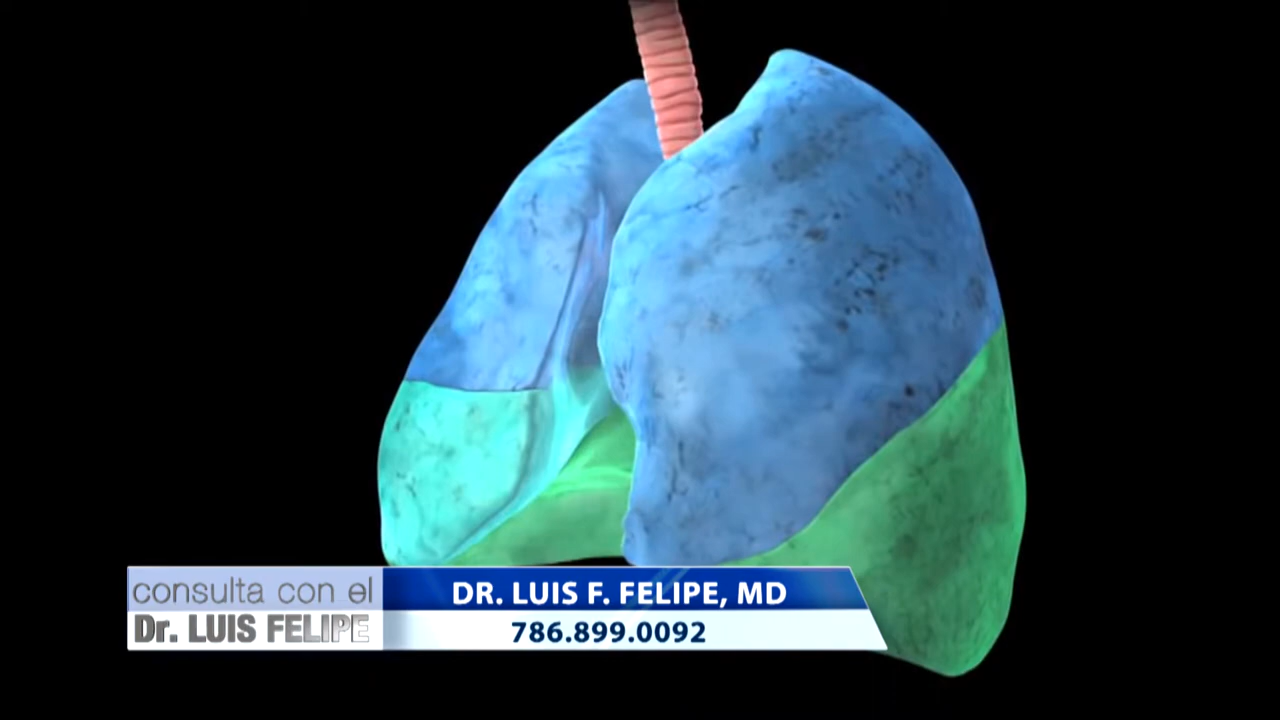 consulta con el
Dr. LUIS FELIPE
DR. LUIS F. FELIPE, MD
786.899.0092